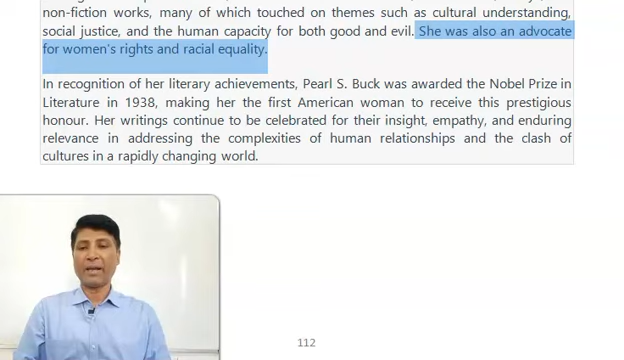 non-fiction works, many of which touched on themes such as cultural understanding,
social justice, and the human capacity for both good and evil. She was also an advocate
for women's rights and racial equality.
In recognition of her literary achievements, Pearl S. Buck was awarded the Nobel Prize in
Literature in 1938, making her the first American woman to receive this prestigious
honour. Her writings continue to be celebrated for their insight, empathy, and enduring
relevance in addressing the complexities of human relationships and the clash of
cultures in a rapidly changing world.
112